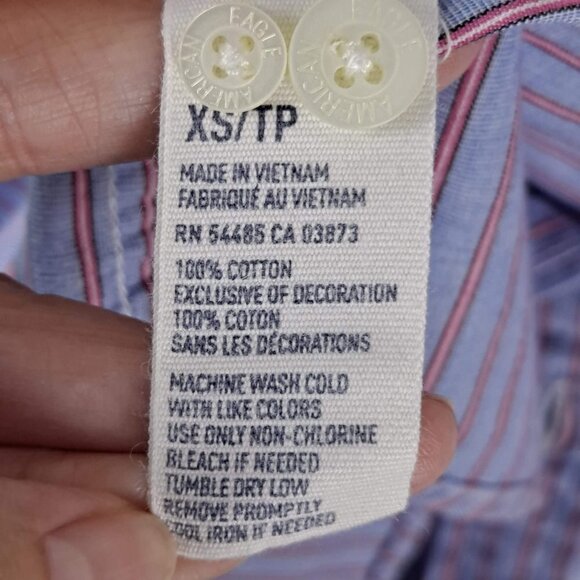 AMERICAN EAGLE
AMERICAN EAGLE
XS/TP
MADE IN VIETNAM
FABRIQUÉ AU VIETNAM
RN 54485 CA 03873
100% COTTON
EXCLUSIVE OF DECORATION
100% COTON
SANS LES DÉCORATIONS
MACHINE WASH COLD
WITH LIKE COLORS
USE ONLY NON-CHLORINE
BLEACH IF NEEDED
TUMBLE DRY LOW
REMOVE PROMPTLY
COOL IRON IF NEEDED